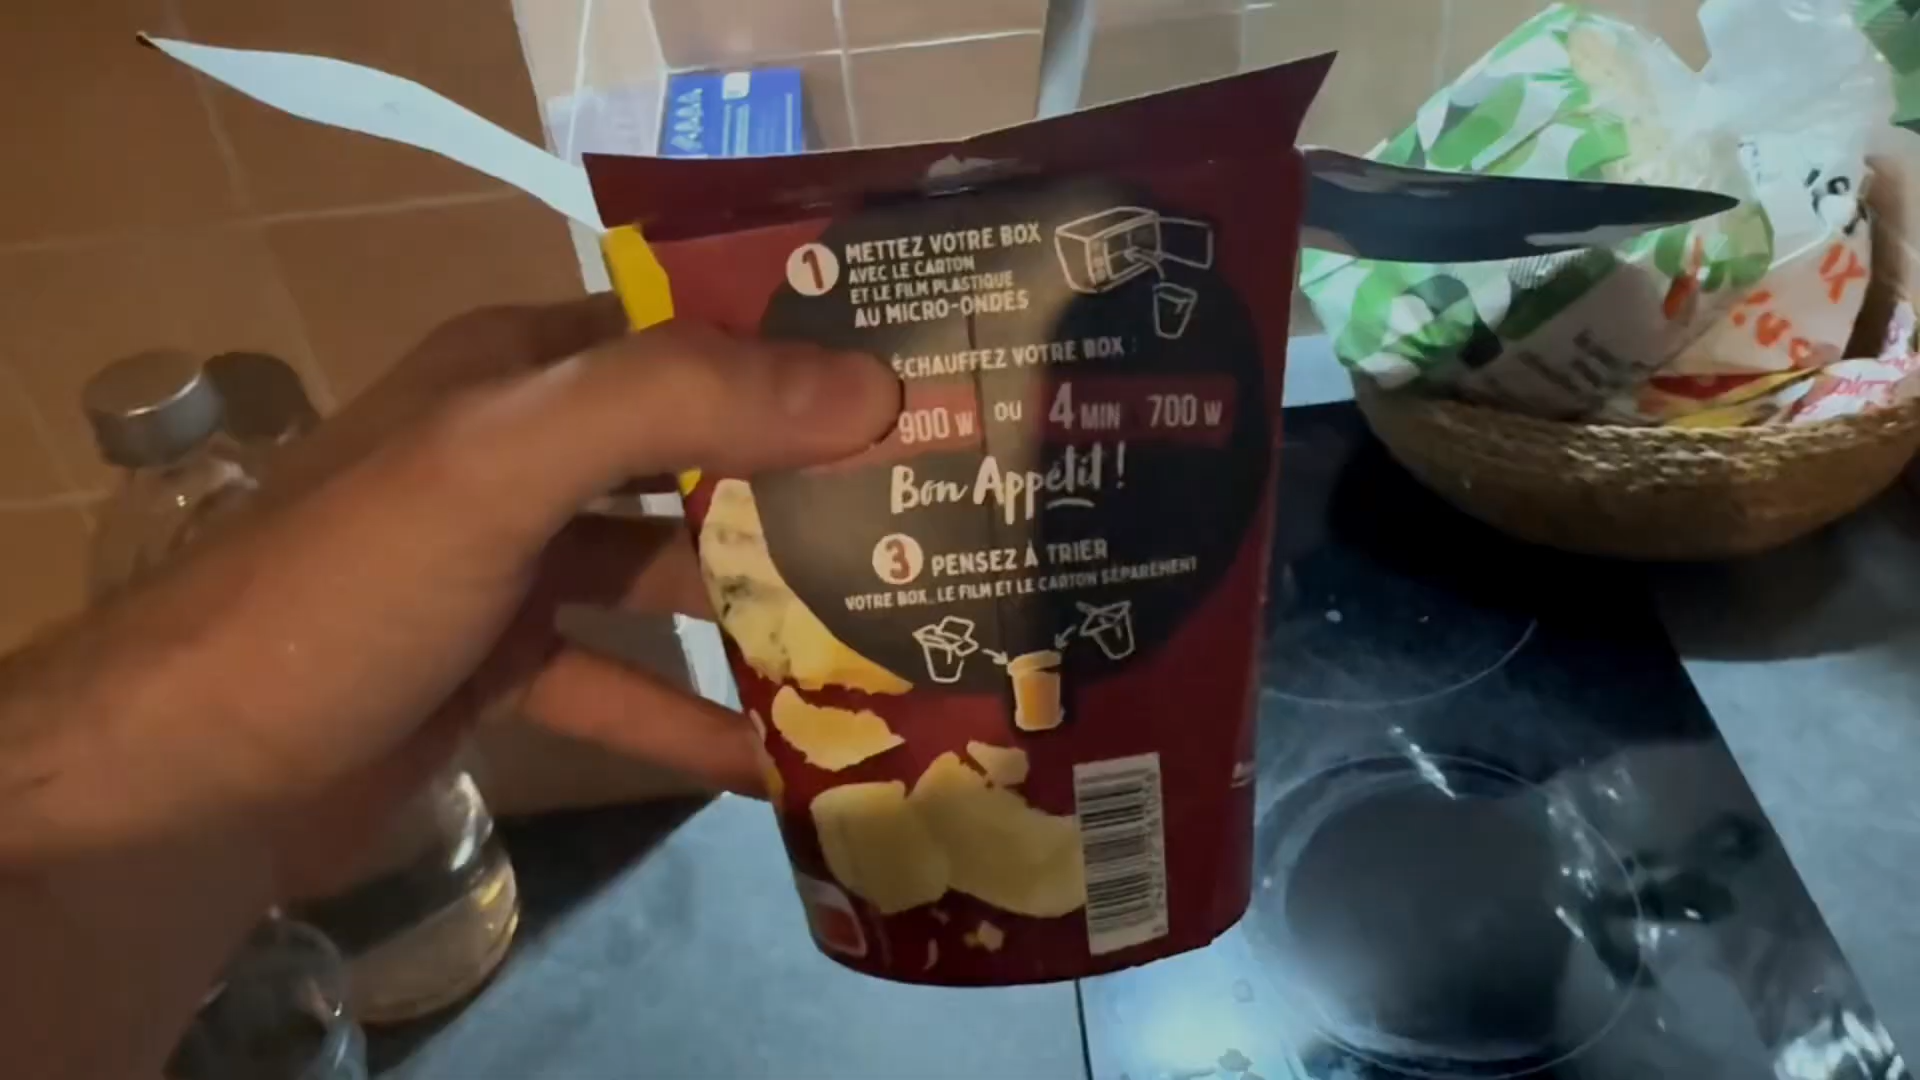 1
METTEZ VOTRE BOX
AVEC LE CARTON
ET LE FILM PLASTIQUE
AU MICRO-ONDES
ÉCHAUFFEZ VOTRE BOX :
900 W OU 4 MIN 700 W
Bon Appétit !
3 PENSEZ À TRIER
VOTRE BOX, LE FILM ET LE CARTON SÉPARÉMENT